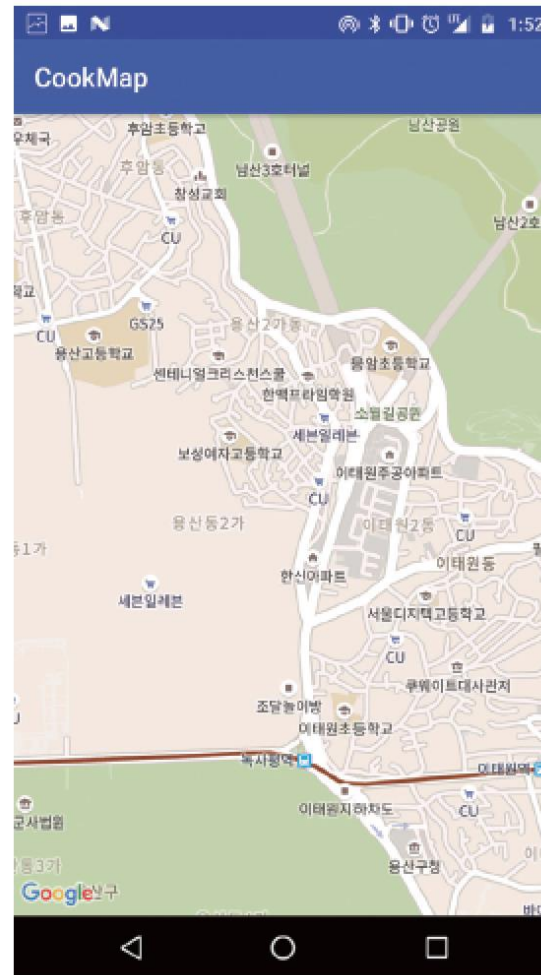 1:52
CookMap
우체국
후암초등학교
남산공원
후암동
참성교회
남산3호터널
후암동
CU
남산2호
학교
CU
GS25
용산2가동
용산고등학교
센테니얼크리스천스쿨
용암초등학교
한맥프라임학원
소월길공원
세븐일레븐
보성여자고등학교
이태원주공아파트
CU
용산동2가
이태원2동
CU
동1가
이태원동
한신아파트
세븐일레븐
서울디지텍고등학교
CU
쿠웨이트대사관저
조달놀이방
이태원초등학교
녹사평역
이태원역
이태원지하차도
CU
군사법원
용산구청
동3가
Google
산구